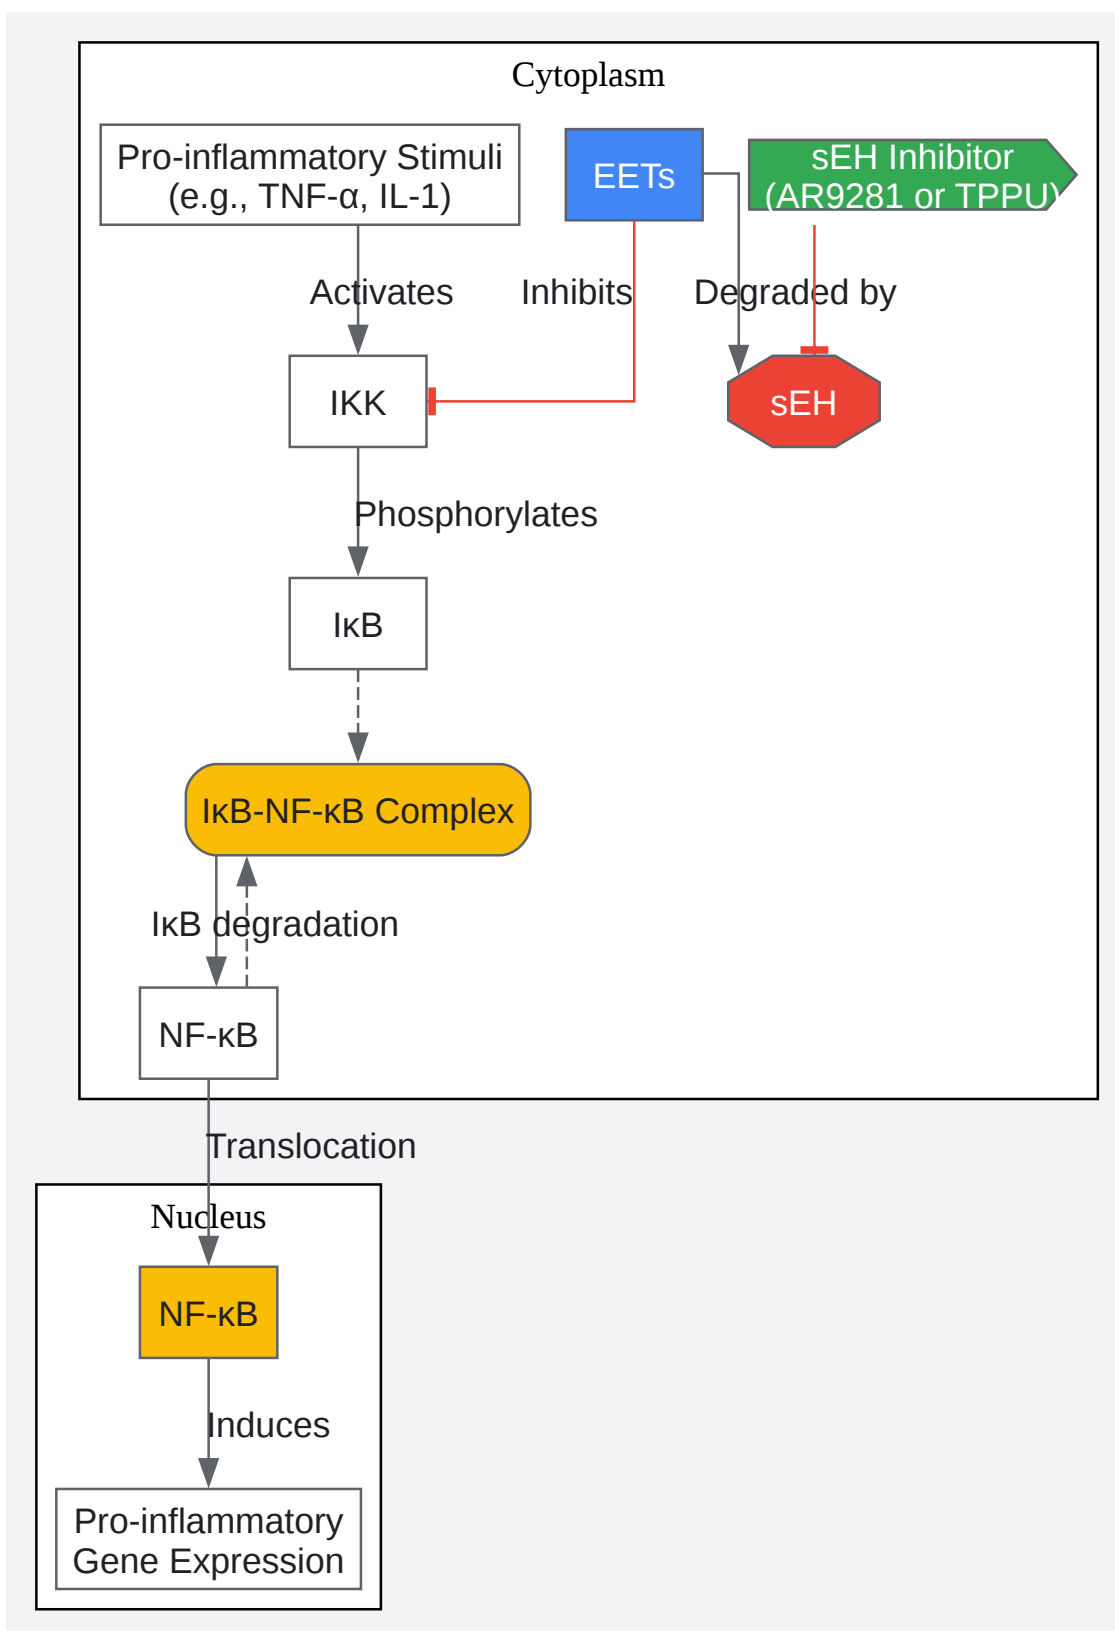 Cytoplasm
Pro-inflammatory Stimuli
(e.g., TNF-α, IL-1)
EETs
sEH Inhibitor
(AR9281 or TPPU)
Activates
Inhibits
Degraded by
IKK
sEH
Phosphorylates
IκB
IκB-NF-κB Complex
IκB degradation
NF-κB
Translocation
Nucleus
NF-κB
Induces
Pro-inflammatory
Gene Expression